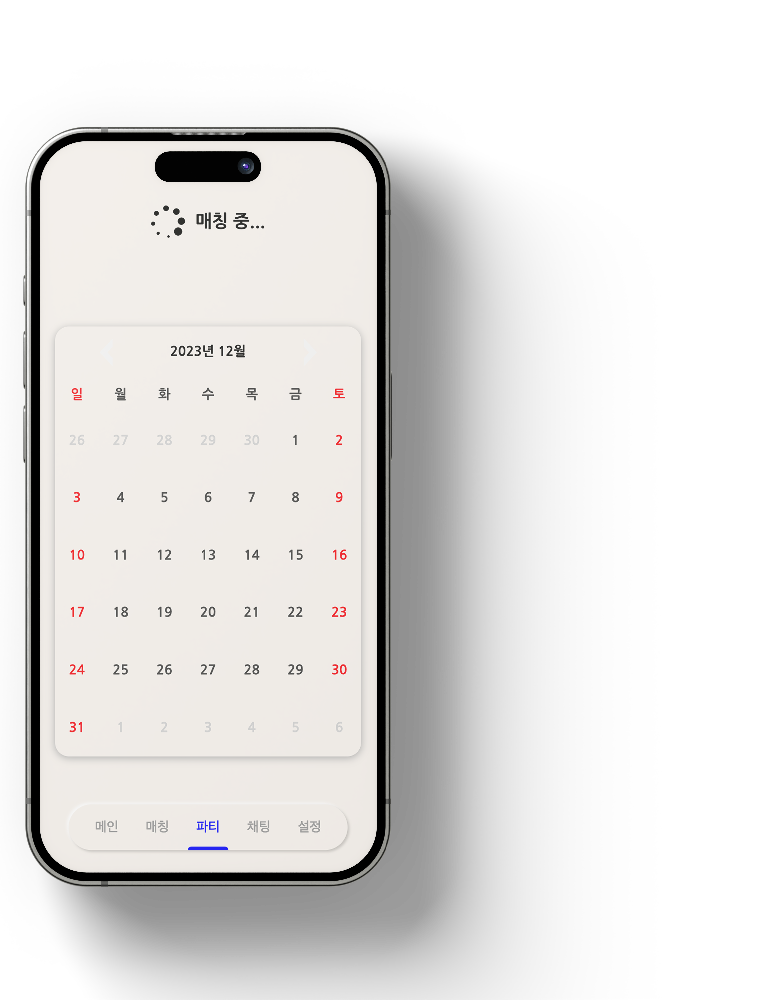 매칭 중...
2023년 12월
일 월 화 수 목 금 토
26 27 28 29 30 1 2
3 4 5 6 7 8 9
10 11 12 13 14 15 16
17 18 19 20 21 22 23
24 25 26 27 28 29 30
31 1 2 3 4 5 6
메인 매칭 파티 채팅 설정